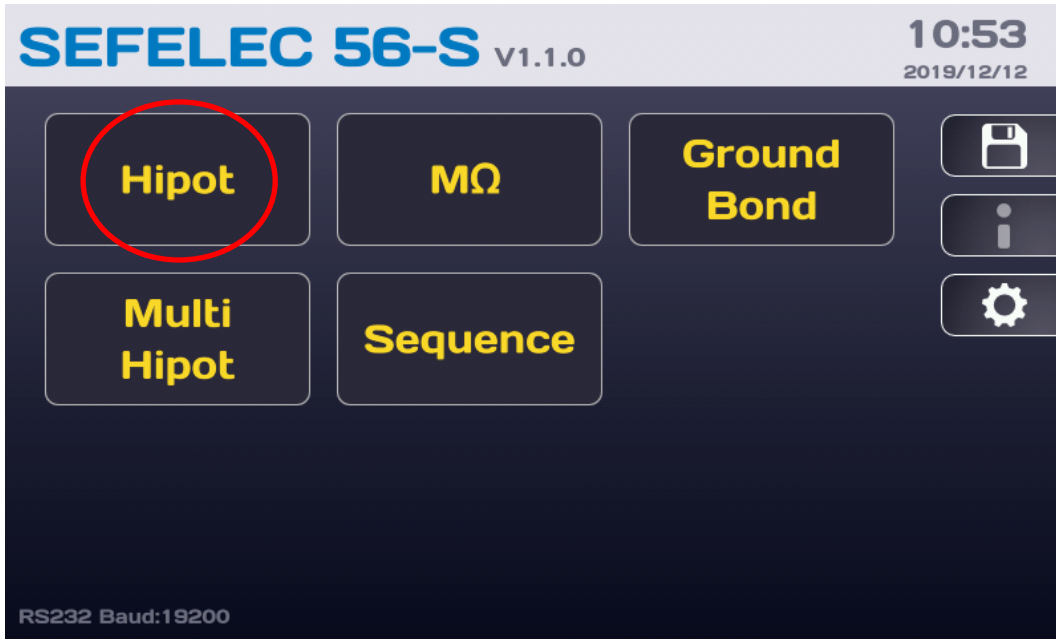 SEFELEC 56-S V1.1.0
10:53
2019/12/12
Hipot
MΩ
Ground
Bond
Multi
Hipot
Sequence
RS232 Baud:19200